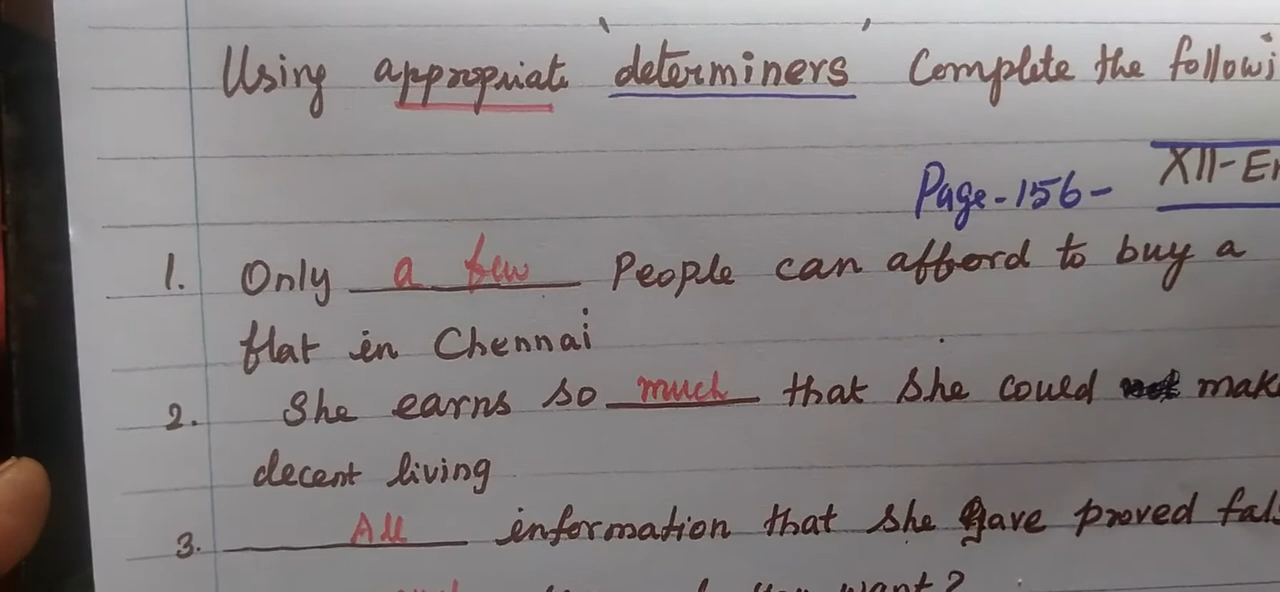 Using appropriate determiners Complete the followi
Page-156- XII-En
1. Only a few People can afford to buy a
flat in Chennai
2. She earns so much that She could mak
decent living
3. All information that she gave proved fal
want?